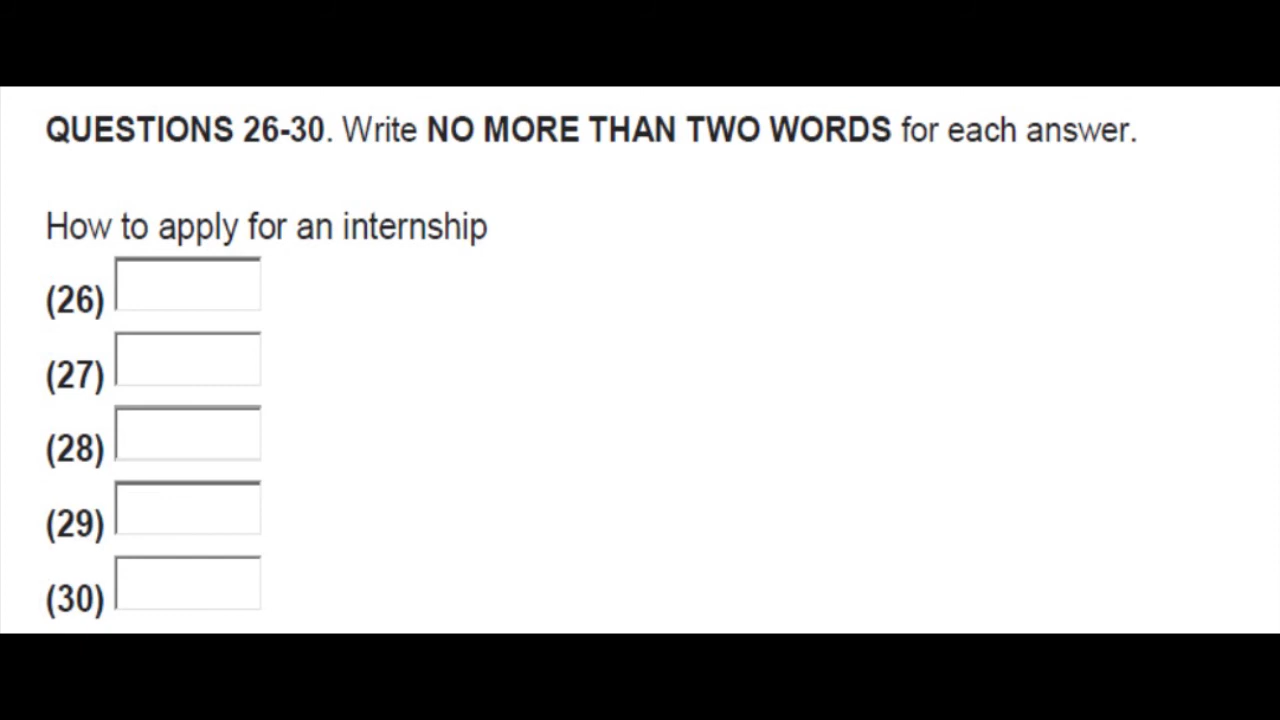 QUESTIONS 26-30. Write NO MORE THAN TWO WORDS for each answer.
How to apply for an internship
(26)
(27)
(28)
(29)
(30)